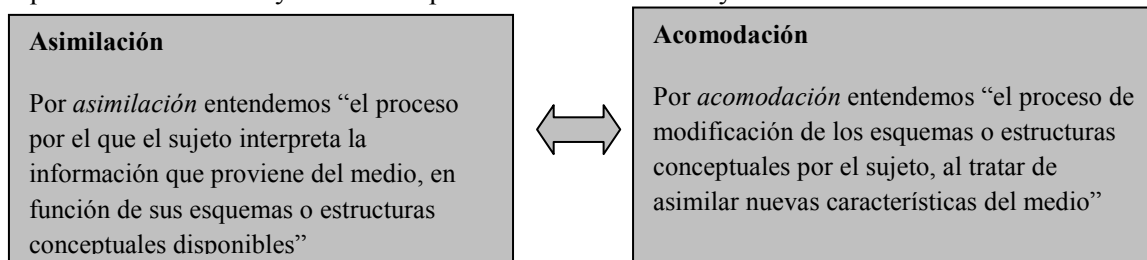 Asimilación
Por asimilación entendemos “el proceso
por el que el sujeto interpreta la
información que proviene del medio, en
función de sus esquemas o estructuras
conceptuales disponibles”
Acomodación
Por acomodación entendemos “el proceso de
modificación de los esquemas o estructuras
conceptuales por el sujeto, al tratar de
asimilar nuevas características del medio”